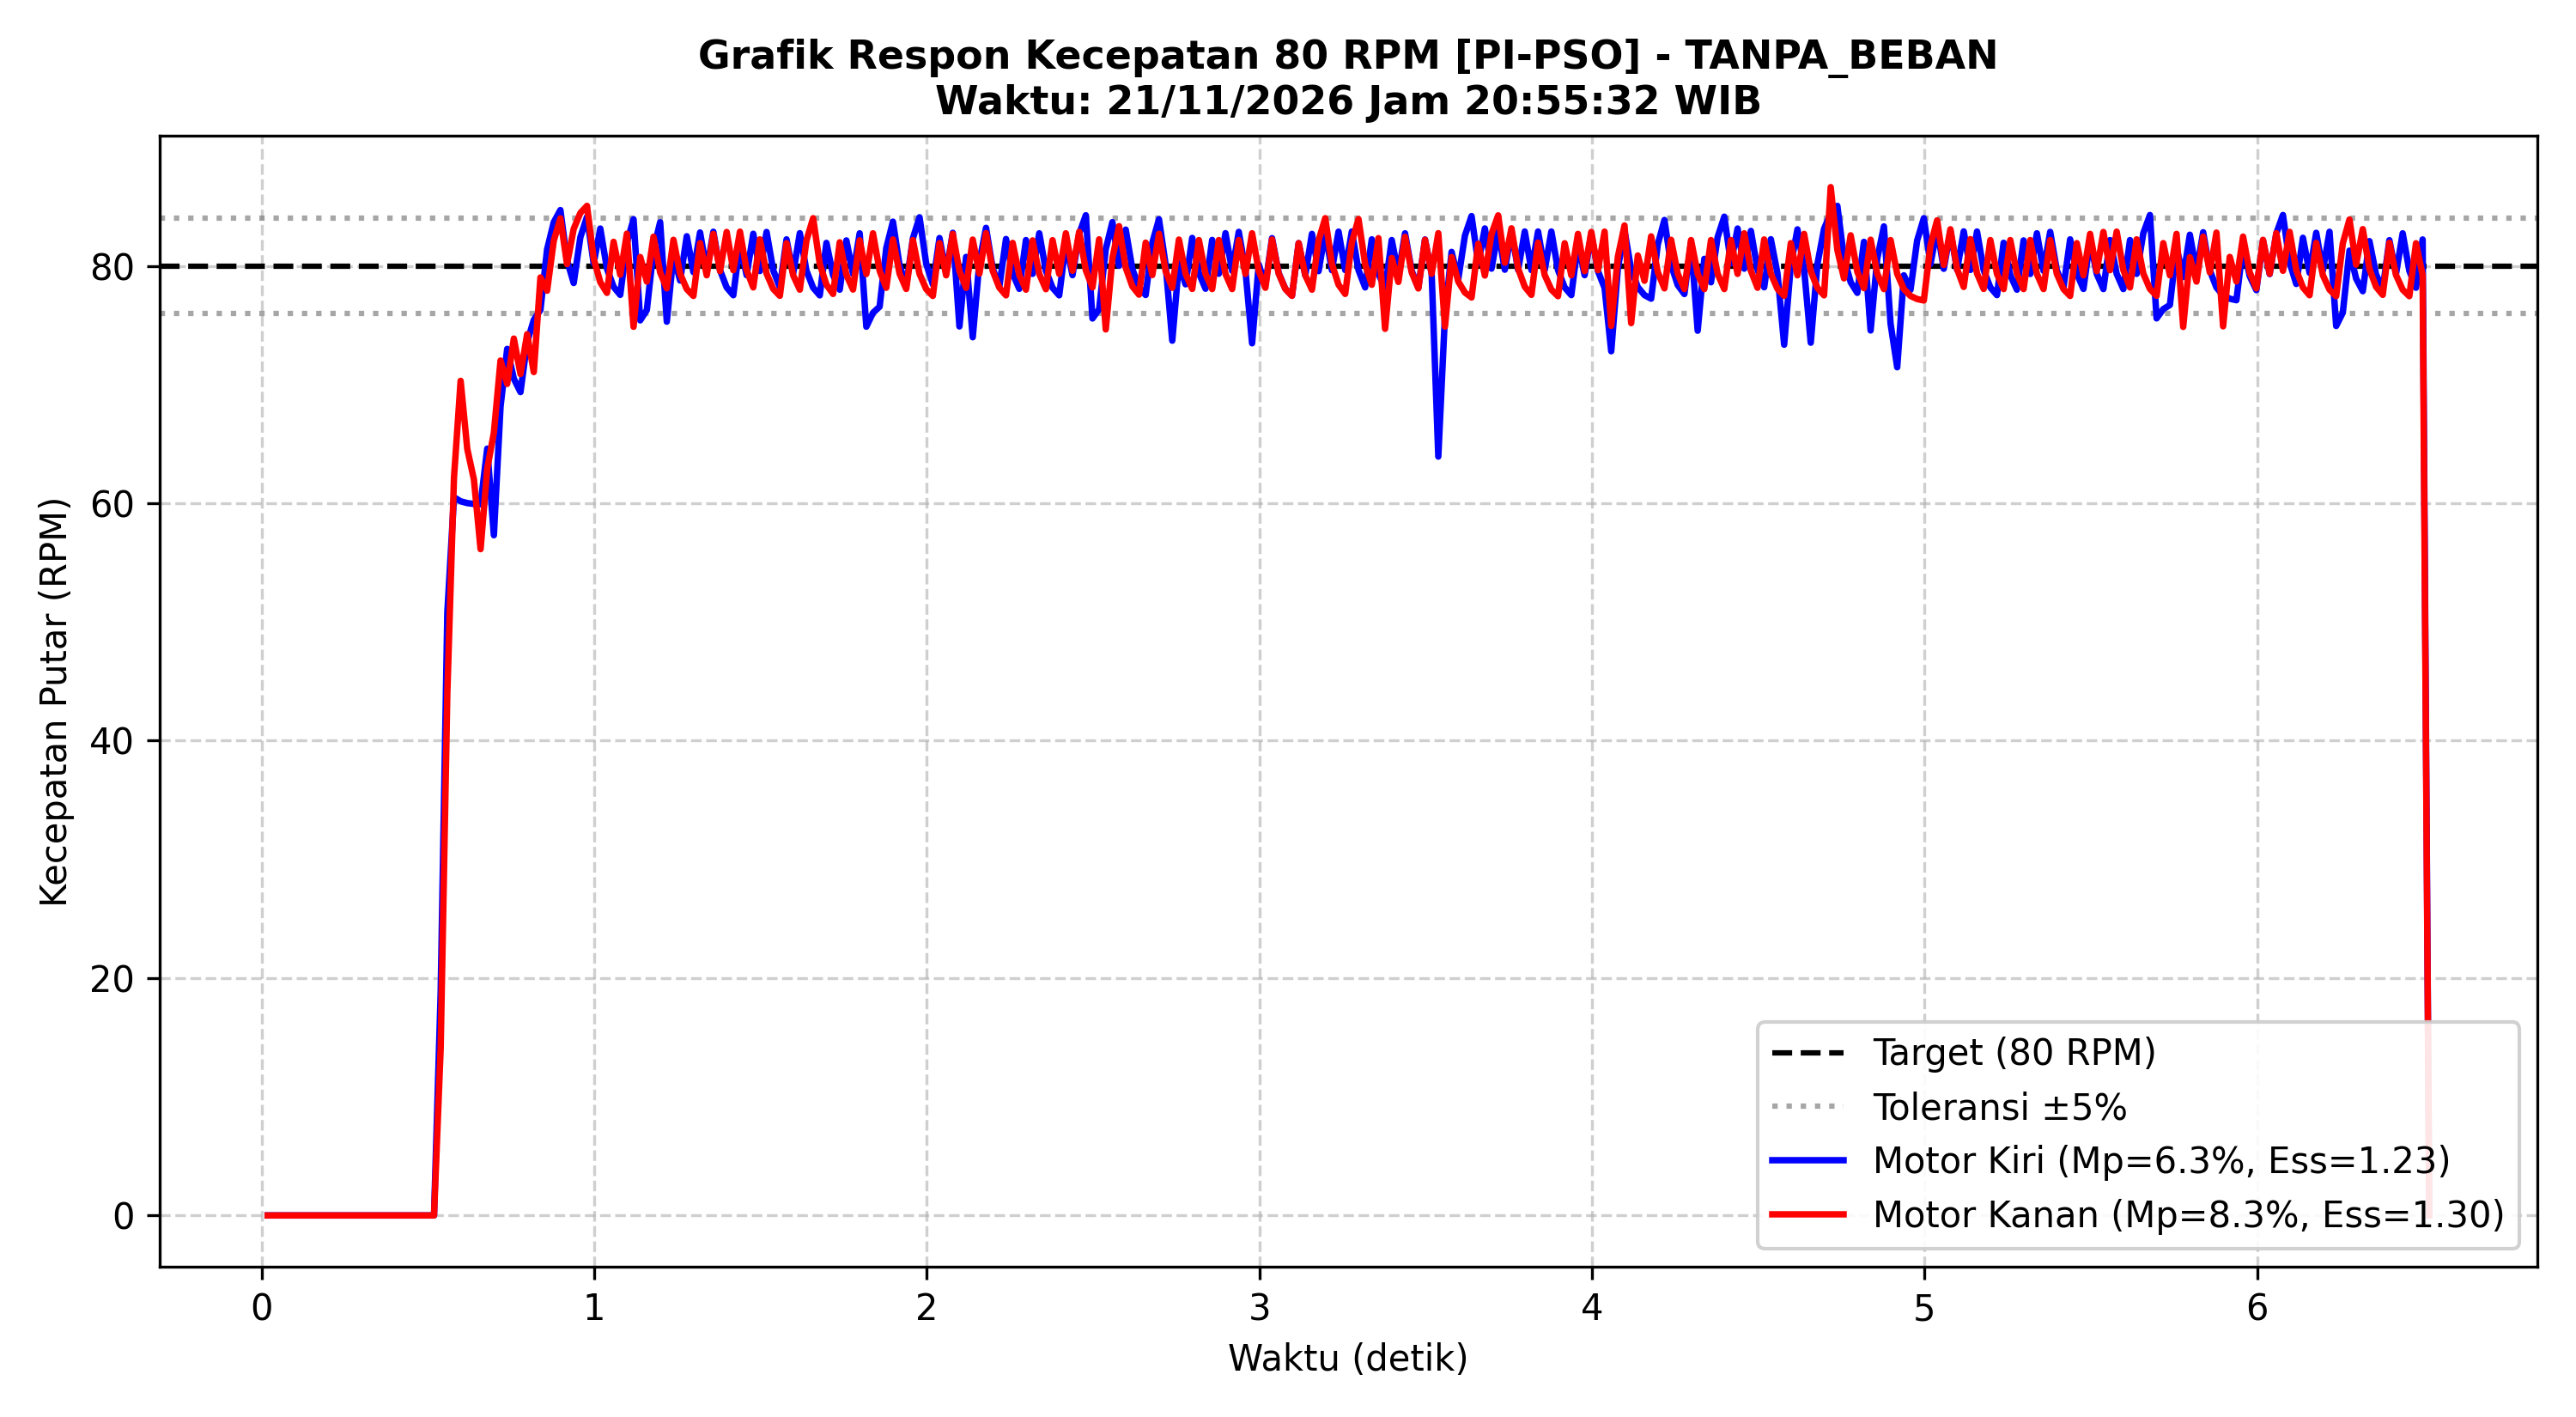 Grafik Respon Kecepatan 80 RPM [PI-PSO] - TANPA_BEBAN
Waktu: 21/11/2026 Jam 20:55:32 WIB
Kecepatan Putar (RPM)
80
60
40
20
0
Target (80 RPM)
Toleransi ±5%
Motor Kiri (Mp=6.3%, Ess=1.23)
Motor Kanan (Mp=8.3%, Ess=1.30)
0 1 2 3 4 5 6
Waktu (detik)